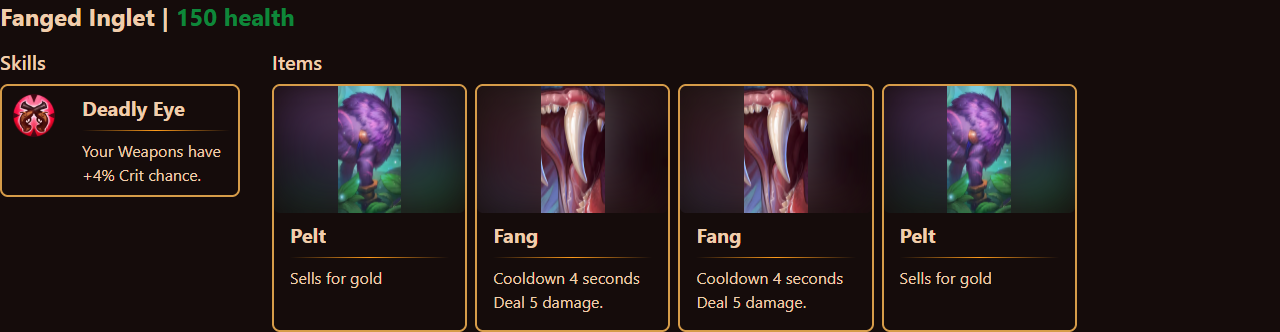 Fanged Inglet | 150 health
Skills
Items
Deadly Eye
Your Weapons have
+4% Crit chance.
Pelt
Sells for gold
Fang
Cooldown 4 seconds
Deal 5 damage.
Fang
Cooldown 4 seconds
Deal 5 damage.
Pelt
Sells for gold